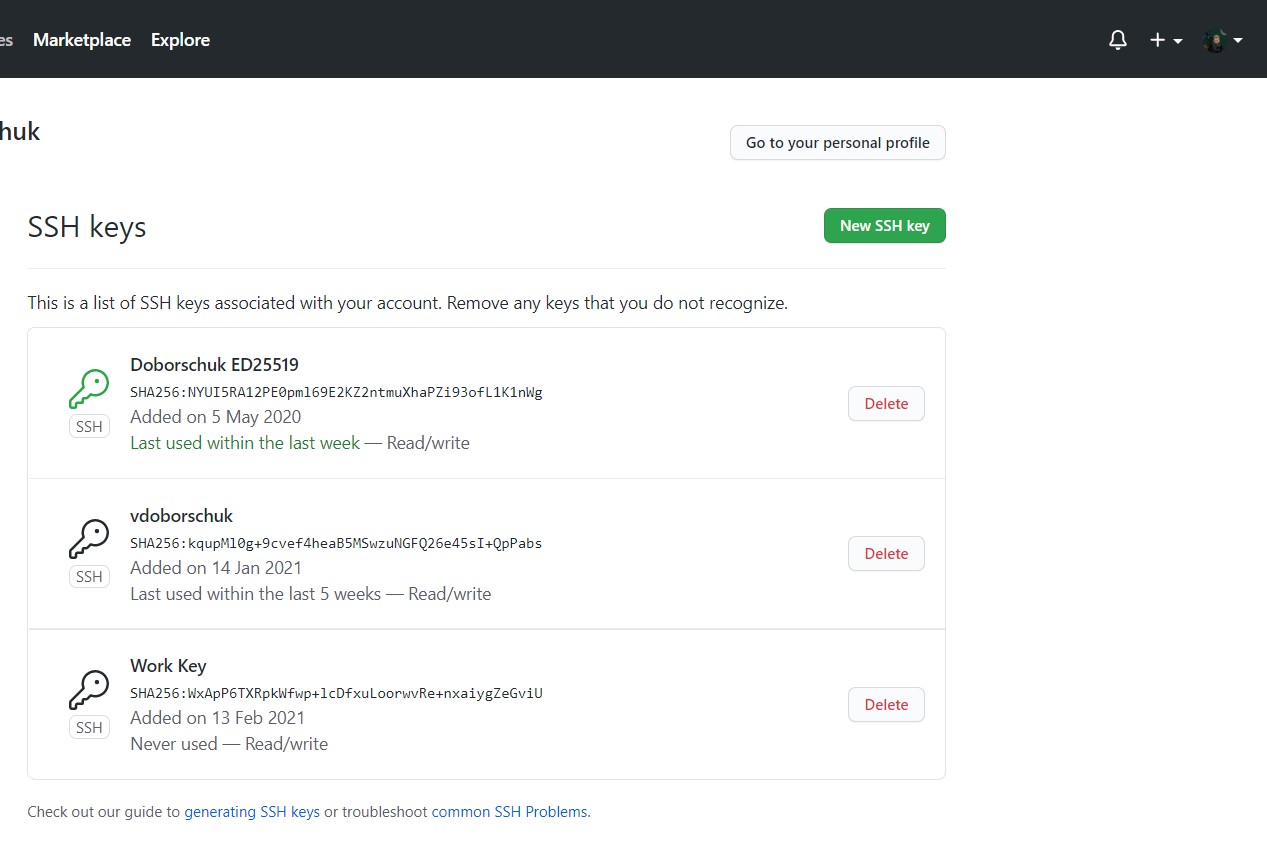 es Marketplace Explore
huk
Go to your personal profile
SSH keys
New SSH key
This is a list of SSH keys associated with your account. Remove any keys that you do not recognize.
Doborschuk ED25519
SHA256:NYUI5RA12PE0pml69E2KZ2ntmuXhaPZi93ofL1K1nWg
Added on 5 May 2020
Last used within the last week — Read/write
SSH
Delete
vdoborschuk
SHA256:kqupMl0g+9cvef4heaB5MSwzuNGFQ26e45sI+QpPabs
Added on 14 Jan 2021
Last used within the last 5 weeks — Read/write
SSH
Delete
Work Key
SHA256:WxApP6TXRpkWfwp+lcDfxuLoorwvRe+nxaiygZeGviU
Added on 13 Feb 2021
Never used — Read/write
SSH
Delete
Check out our guide to generating SSH keys or troubleshoot common SSH Problems.